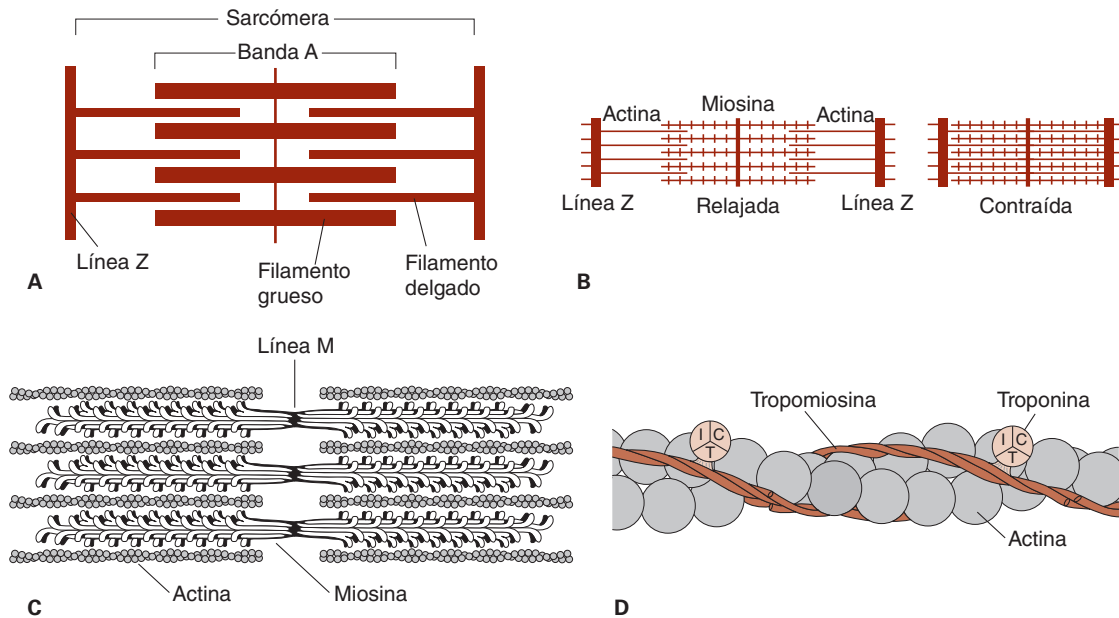 Sarcómera
Banda A
Línea Z
Filamento
grueso
Filamento
delgado
A
Actina
Miosina
Actina
Línea Z
Relajada
Línea Z
Contraída
B
Línea M
Actina
Miosina
C
Tropomiosina
Troponina
I C
T
I C
T
Actina
D